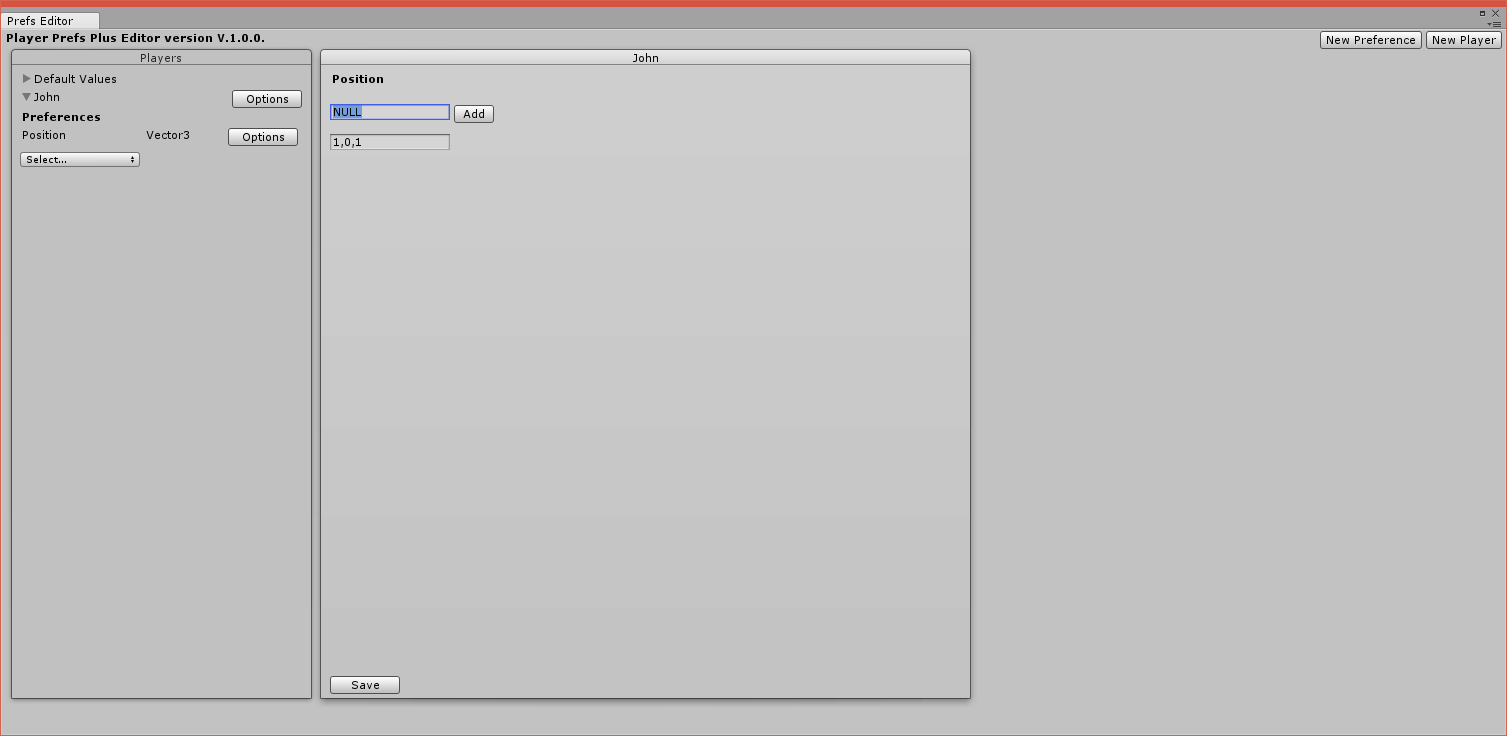 Prefs Editor
Player Prefs Plus Editor version V.1.0.0.
New Preference
New Player
Players
Default Values
John
Options
Preferences
Position Vector3 Options
Select...
John
Position
NULL Add
1,0,1
Save